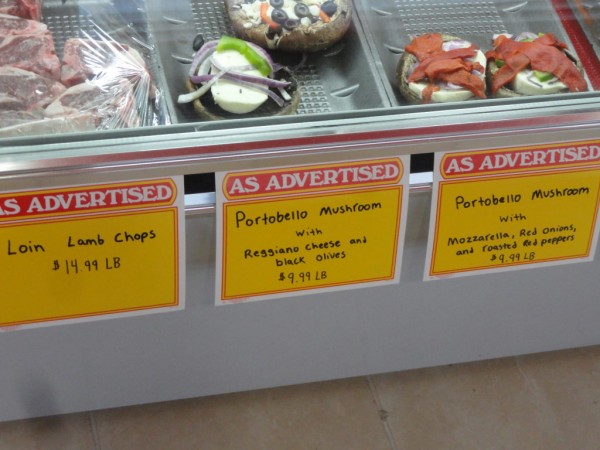 AS ADVERTISED
Loin Lamb Chops
$14.99 LB
AS ADVERTISED
Portobello Mushroom
with
Reggiano cheese and
black olives
$9.99 LB
AS ADVERTISED
Portobello Mushroom
with
Mozzarella, Red onions,
and roasted Red peppers
$9.99 LB